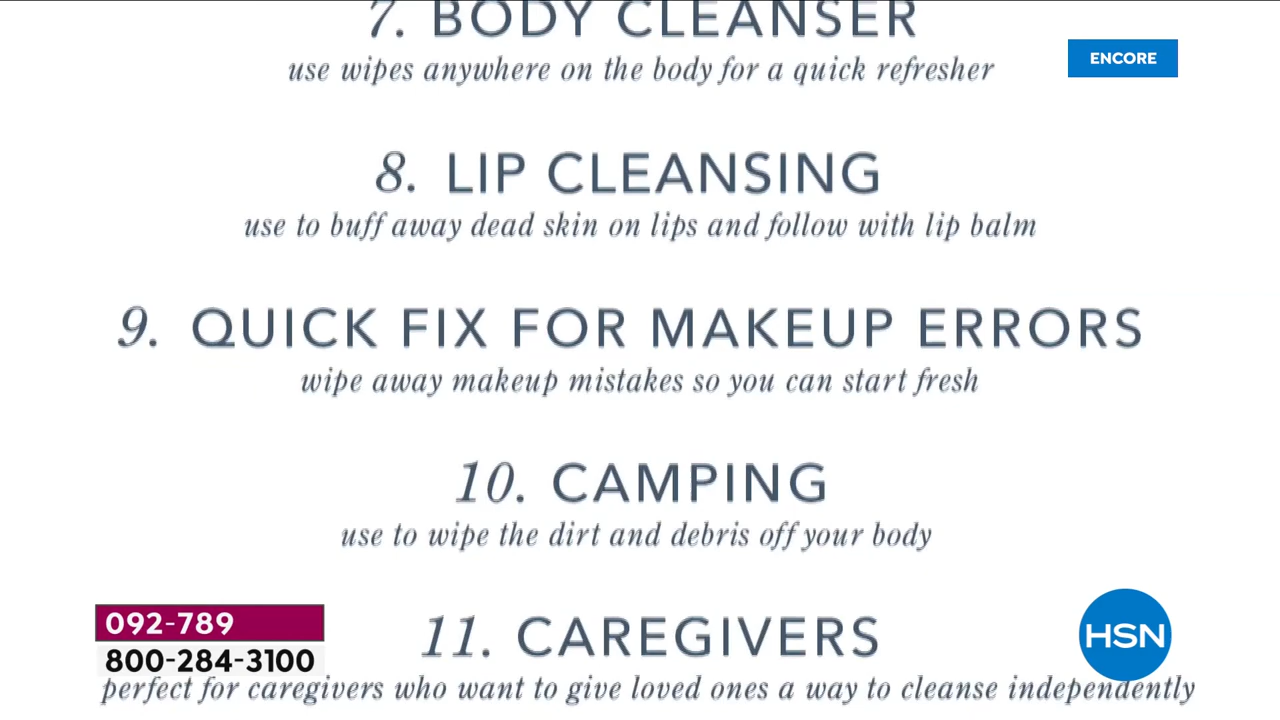 7. BODY CLEANSER
use wipes anywhere on the body for a quick refresher
ENCORE
8. LIP CLEANSING
use to buff away dead skin on lips and follow with lip balm
9. QUICK FIX FOR MAKEUP ERRORS
wipe away makeup mistakes so you can start fresh
10. CAMPING
use to wipe the dirt and debris off your body
092-789
800-284-3100
11. CAREGIVERS
HSN
perfect for caregivers who want to give loved ones a way to cleanse independently